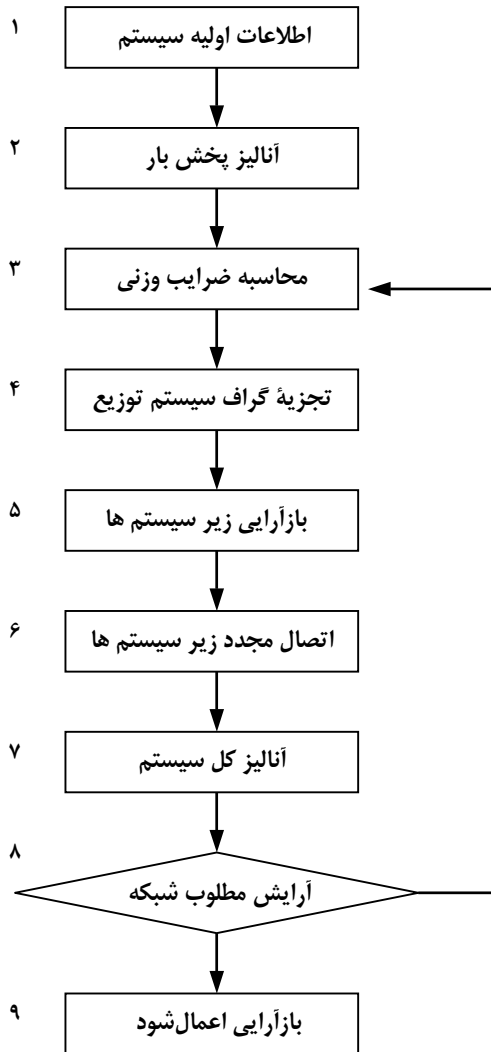 ۱
اطلاعات اولیه سیستم
۲
آنالیز پخش بار
۳
محاسبه ضرایب وزنی
۴
تجزیۀ گراف سیستم توزیع
۵
بازآرایی زیر سیستم ها
۶
اتصال مجدد زیر سیستم ها
۷
آنالیز کل سیستم
۸
آرایش مطلوب شبکه
۹
بازآرایی اعمال‌شود